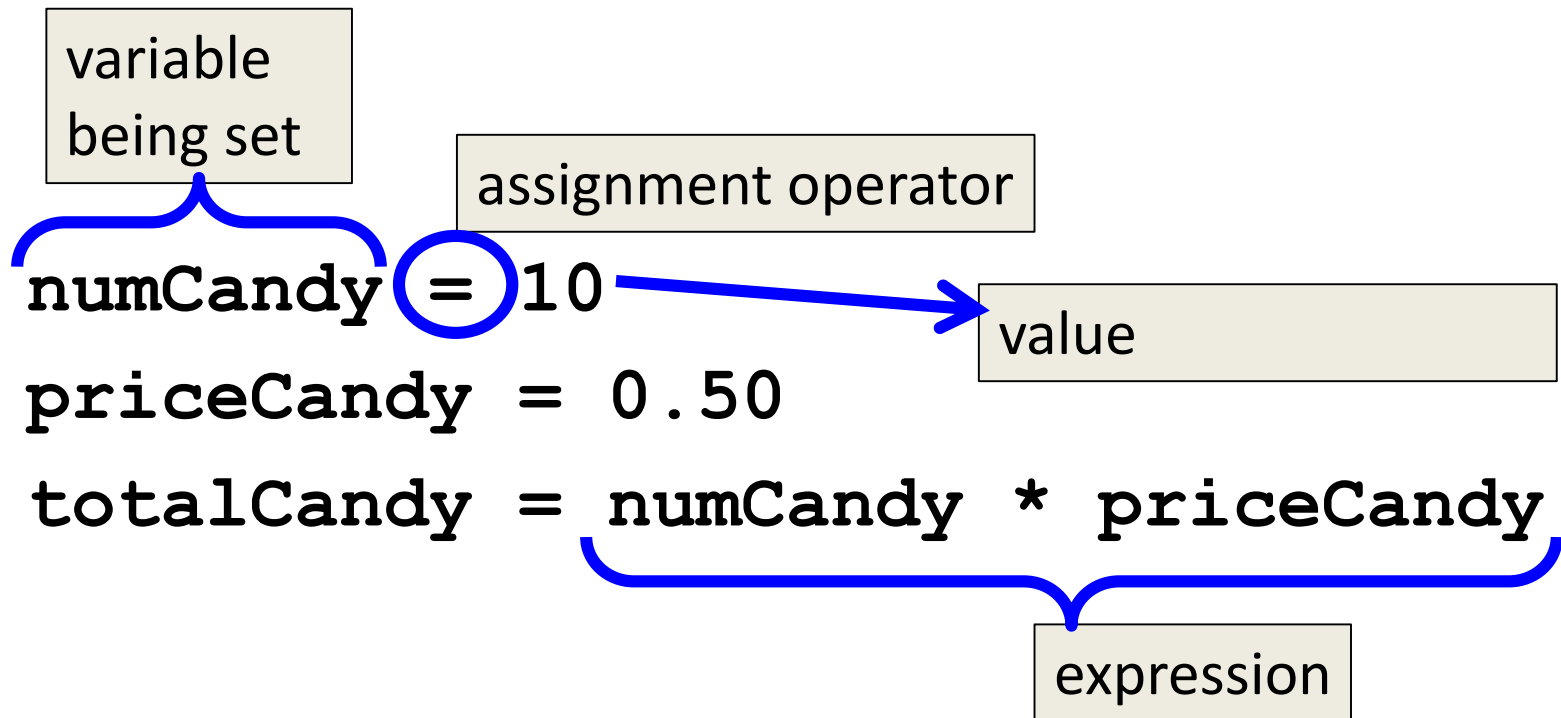 variable
being set
assignment operator
numCandy = 10
value
priceCandy = 0.50
totalCandy = numCandy * priceCandy
expression